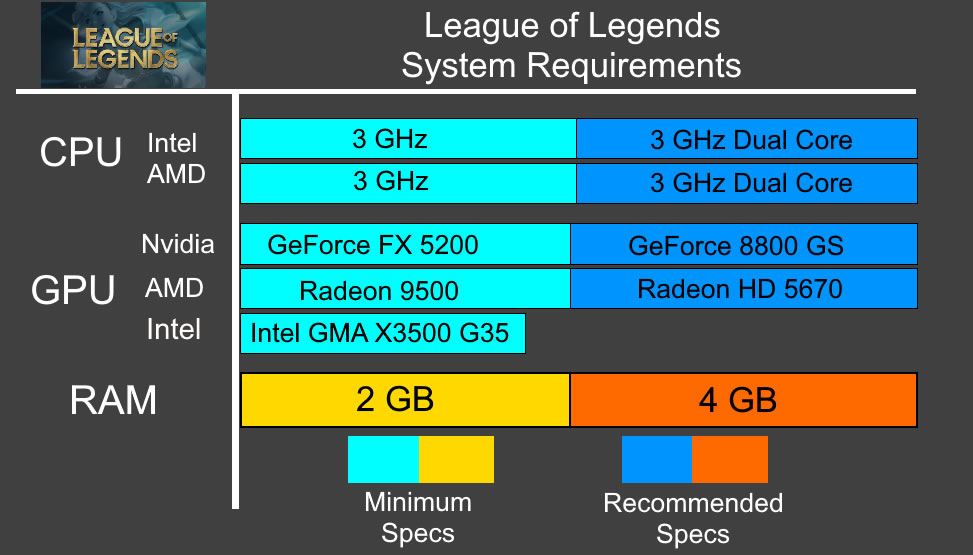 LEAGUE OF
LEGENDS
League of Legends
System Requirements
CPU
Intel
AMD
3 GHz
3 GHz Dual Core
3 GHz
3 GHz Dual Core
GPU
Nvidia
GeForce FX 5200
GeForce 8800 GS
AMD
Radeon 9500
Radeon HD 5670
Intel
Intel GMA X3500 G35
RAM
2 GB
4 GB
Minimum
Specs
Recommended
Specs